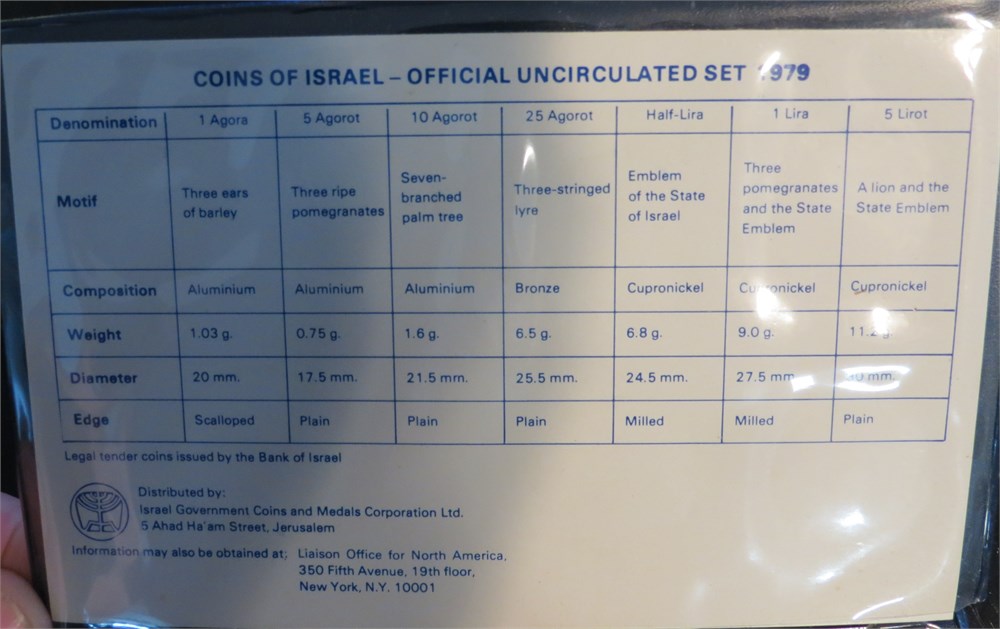 COINS OF ISRAEL – OFFICIAL UNCIRCULATED SET 1979
Denomination 1 Agora 5 Agorot 10 Agorot 25 Agorot Half-Lira 1 Lira 5 Lirot
Motif
Three ears
of barley
Three ripe
pomegranates
Seven-
branched
palm tree
Three-stringed
lyre
Emblem
of the State
of Israel
Three
pomegranates
and the State
Emblem
A lion and the
State Emblem
Composition Aluminium Aluminium Aluminium Bronze Cupronickel Cupronickel Cupronickel
Weight 1.03 g. 0.75 g. 1.6 g. 6.5 g. 6.8 g. 9.0 g. 11.2 g.
Diameter 20 mm. 17.5 mm. 21.5 mm. 25.5 mm. 24.5 mm. 27.5 mm. mm.
Edge Scalloped Plain Plain Plain Milled Milled Plain
Legal tender coins issued by the Bank of Israel
Distributed by:
Israel Government Coins and Medals Corporation Ltd.
5 Ahad Ha'am Street, Jerusalem
Information may also be obtained at; Liaison Office for North America,
350 Fifth Avenue, 19th floor,
New York, N.Y. 10001